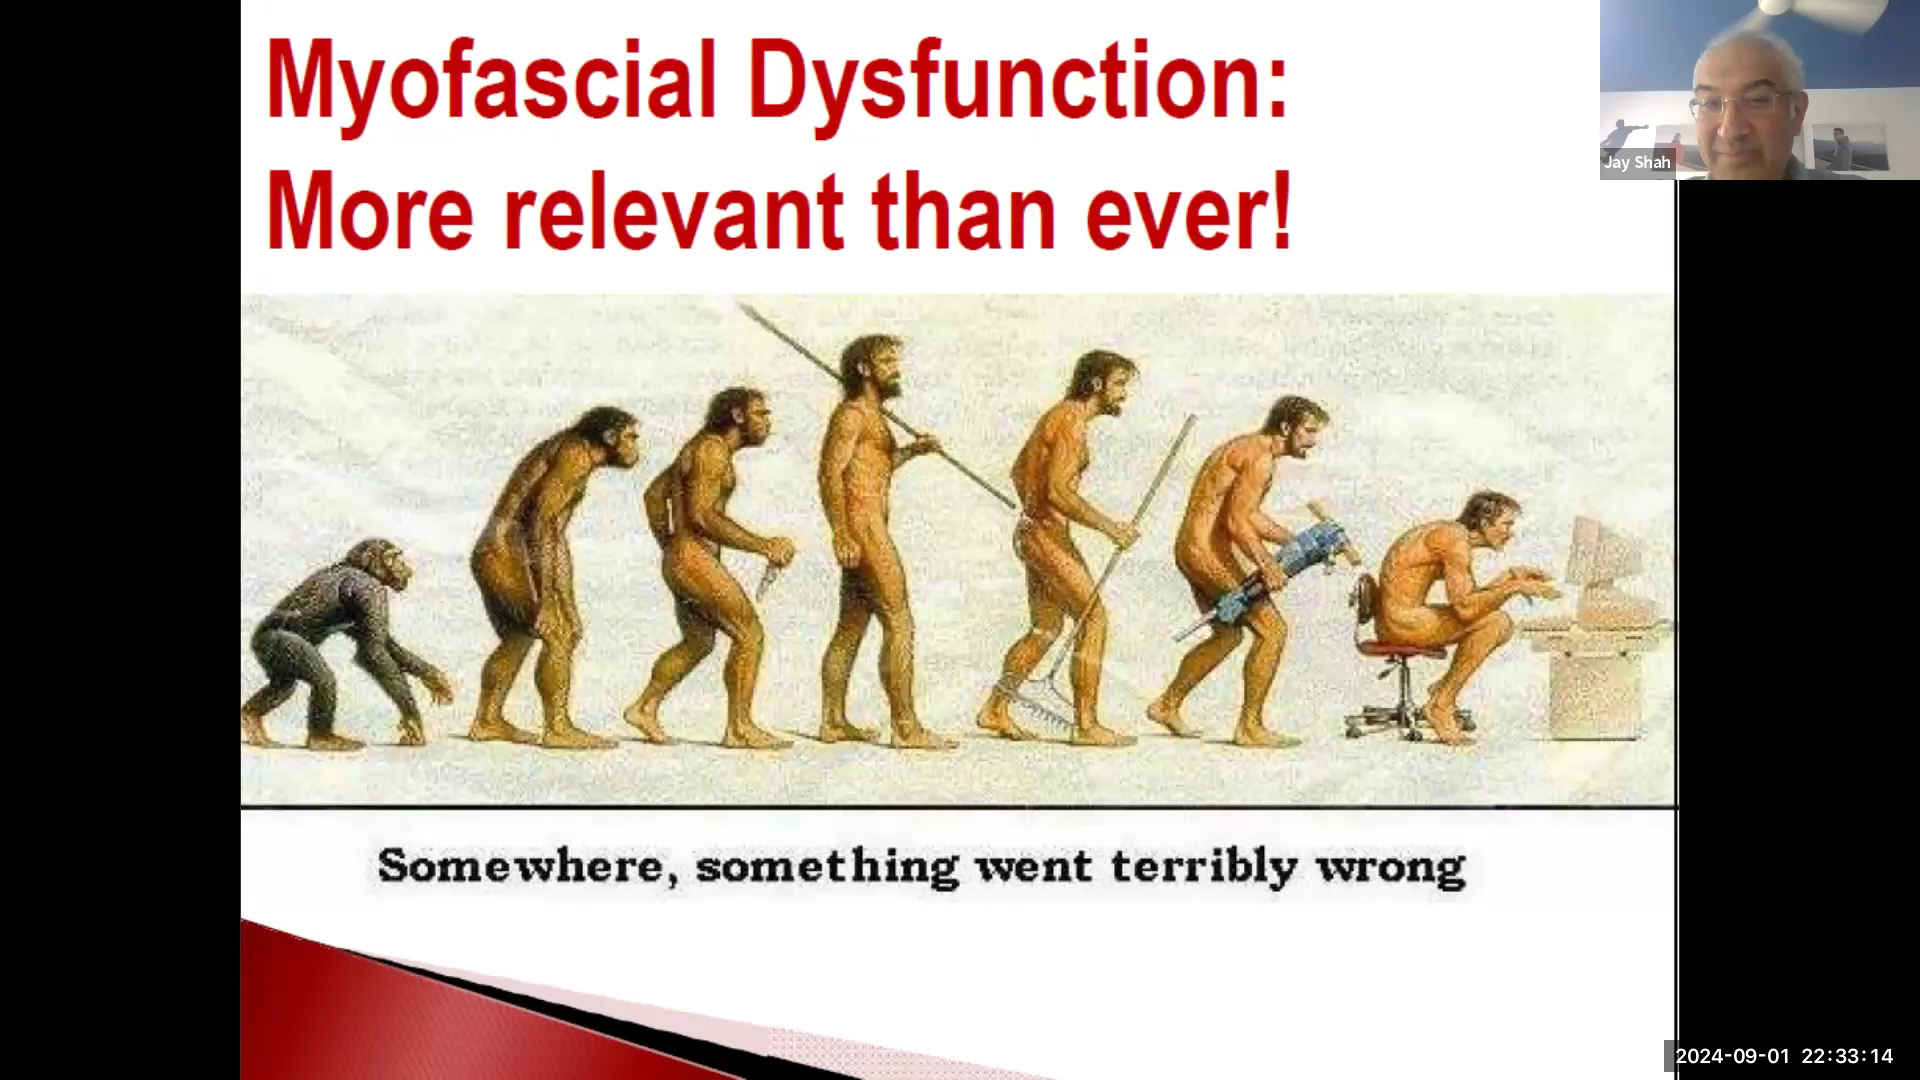 Myofascial Dysfunction:
More relevant than ever!
Jay Shah
Somewhere, something went terribly wrong
2024-09-01 22:33:14